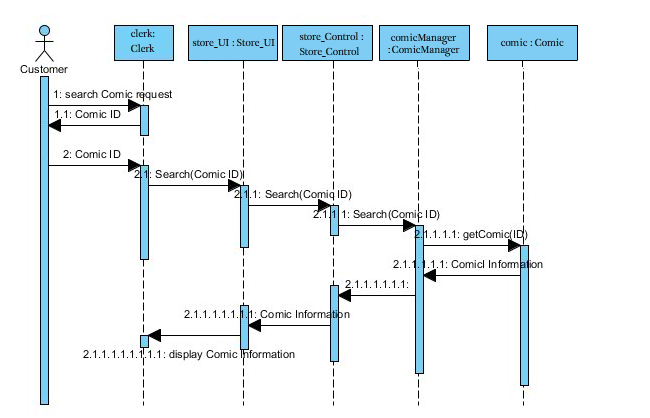 clerk:
Clerk
store_UI : Store_UI
store_Control :
Store_Control
comicManager
:ComicManager
comic : Comic
Customer
1: search Comic request
1.1: Comic ID
2: Comic ID
2.1: Search(Comic ID)
2.1.1: Search(Comic ID)
2.1.1.1: Search(Comic ID)
2.1.1.1.1: getComic(ID)
2.1.1.1.1.1: Comicl Information
2.1.1.1.1.1.1:
2.1.1.1.1.1.1.1: Comic Information
2.1.1.1.1.1.1.1.1: display Comic Information